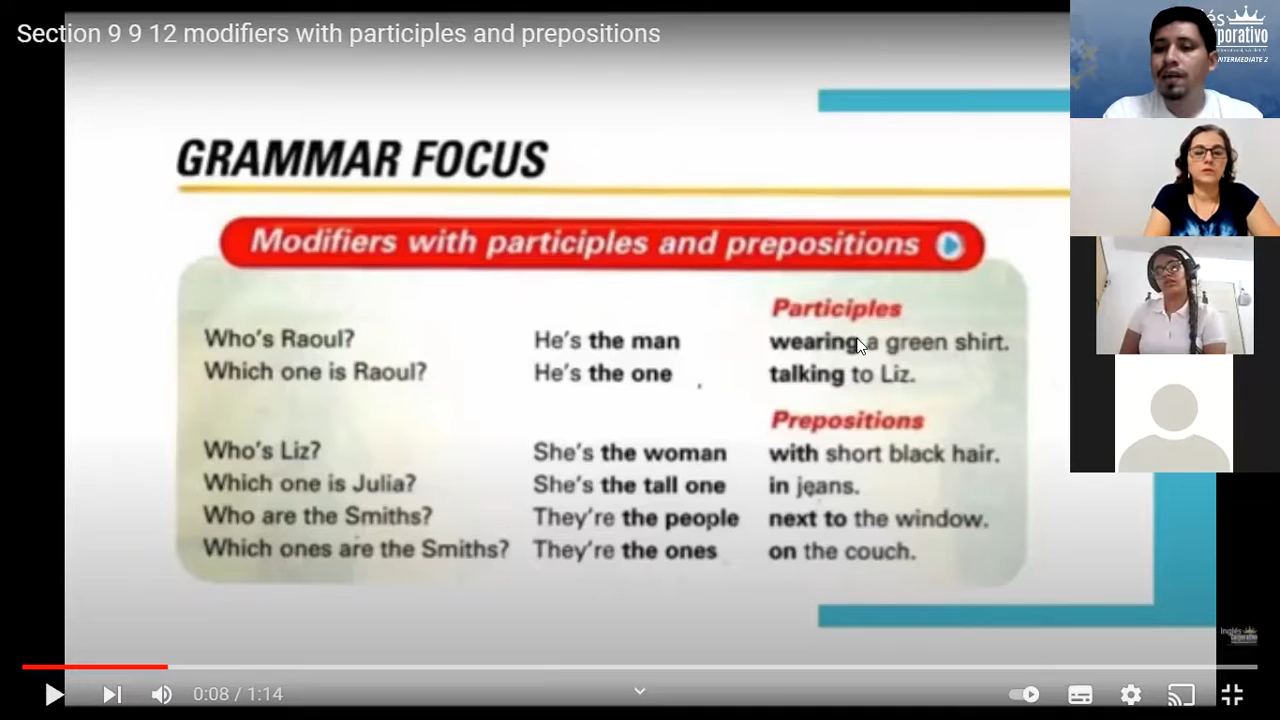 Section 9 9 12 modifiers with participles and prepositions
és
porativo
INTERMEDIATE 2
GRAMMAR FOCUS
Modifiers with participles and prepositions
Participles
Who's Raoul? He's the man wearing a green shirt.
Which one is Raoul? He's the one talking to Liz.
Prepositions
Who's Liz? She's the woman with short black hair.
Which one is Julia? She's the tall one in jeans.
Who are the Smiths? They're the people next to the window.
Which ones are the Smiths? They're the ones on the couch.
Inglés
Corporativo
0:08 / 1:14